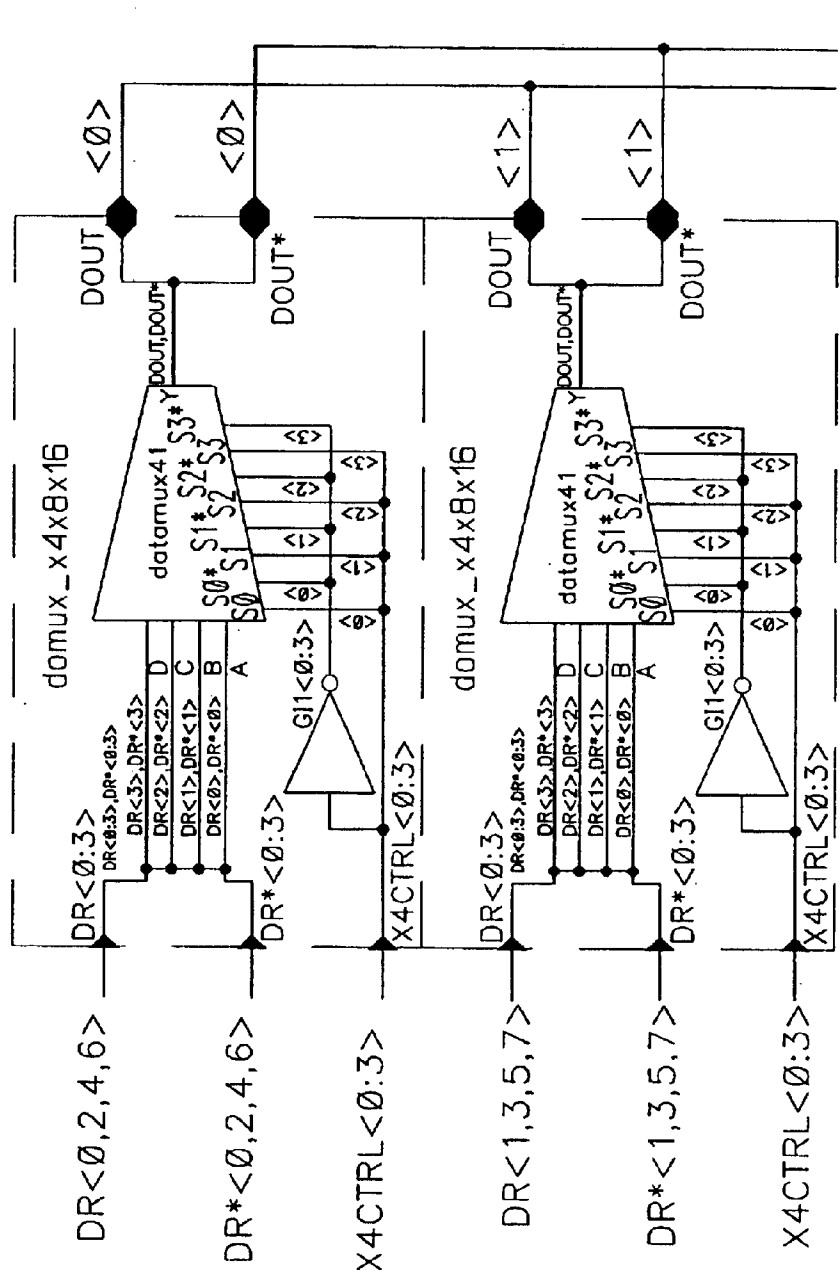 DR<0,2,4,6>
DR*<0,2,4,6>
X4CTRL<0:3>
domux_x4x8x16
DR<0:3>
DR<0:3>,DR*<0:3>
DR<3>,DR*<3>
DR<2>,DR*<2>
DR<1>,DR*<1>
DR<0>,DR*<0>
D
C
B
A
DR*<0:3>
X4CTRL<0:3>
GI1<0:3>
datamux41
S0
S0*
S1
S1*
S2
S2*
S3
S3*
Y
<0>
<0>
<1>
<1>
<2>
<2>
<3>
<3>
DOUT,DOUT*
DOUT
DOUT*
<0>
<0>
DR<1,3,5,7>
DR*<1,3,5,7>
X4CTRL<0:3>
domux_x4x8x16
DR<0:3>
DR<0:3>,DR*<0:3>
DR<3>,DR*<3>
DR<2>,DR*<2>
DR<1>,DR*<1>
DR<0>,DR*<0>
D
C
B
A
DR*<0:3>
X4CTRL<0:3>
GI1<0:3>
datamux41
S0
S0*
S1
S1*
S2
S2*
S3
S3*
Y
<0>
<0>
<1>
<1>
<2>
<2>
<3>
<3>
DOUT,DOUT*
DOUT
DOUT*
<1>
<1>